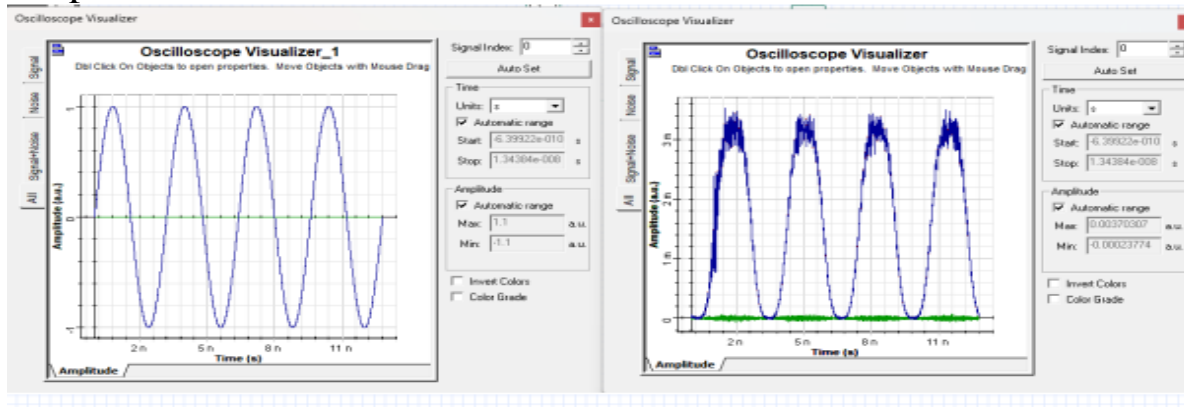 Oscilloscope Visualizer
Oscilloscope Visualizer_1
Dbl Click On Objects to open properties. Move Objects with Mouse Drag
Signal
Noise
Signal+Noise
All
Amplitude (a.u.)
1
0
-1
2 n
5 n
8 n
11 n
Time (s)
Amplitude
Signal Index: 0
Auto Set
Time
Units: s
Automatic range
Start: -6.39922e-010 s
Stop: 1.34384e-008 s
Amplitude
Automatic range
Max: 1.1 a.u.
Min: -1.1 a.u.
Invert Colors
Color Grade
Oscilloscope Visualizer
Oscilloscope Visualizer
Dbl Click On Objects to open properties. Move Objects with Mouse Drag
Signal
Noise
Signal+Noise
All
Amplitude (a.u.)
3 m
2 m
1 m
0
2 n
5 n
8 n
11 n
Time (s)
Amplitude
Signal Index: 0
Auto Set
Time
Units: s
Automatic range
Start: -6.39922e-010 s
Stop: 1.34384e-008 s
Amplitude
Automatic range
Max: 0.00370307 a.u.
Min: -0.00023774 a.u.
Invert Colors
Color Grade